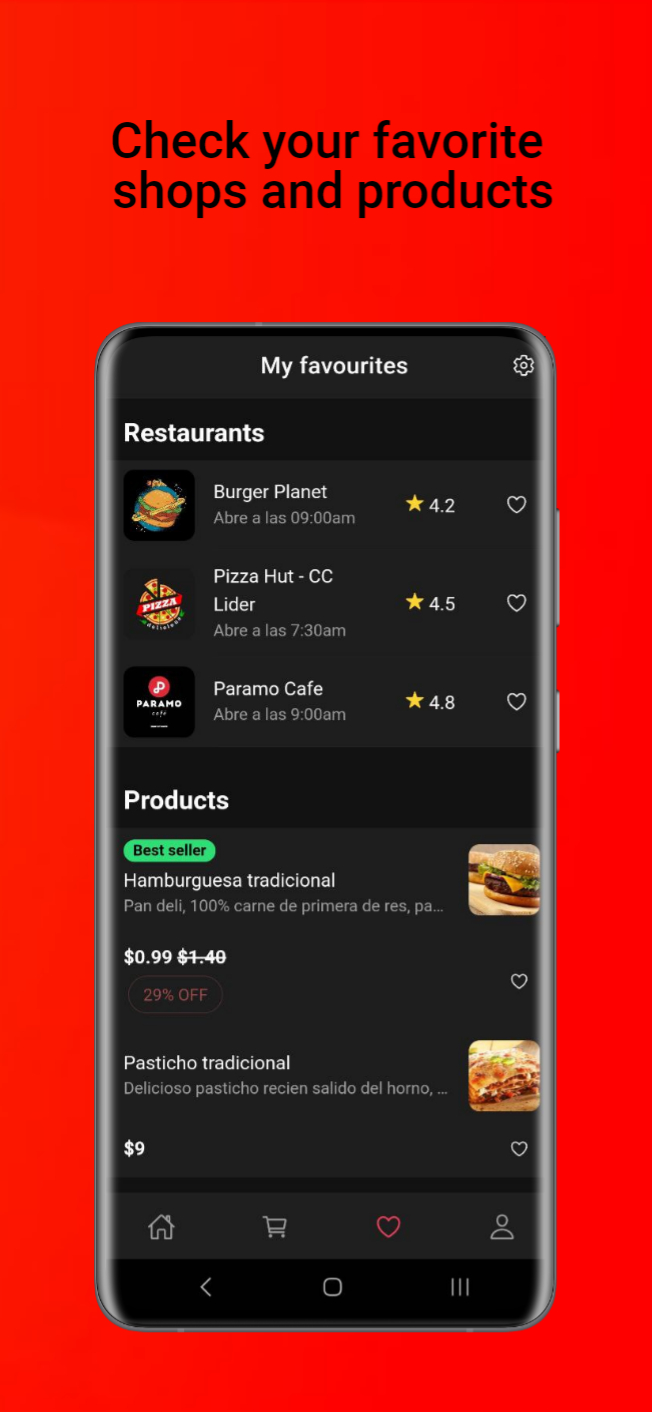 Check your favorite
shops and products
My favourites
Restaurants
Burger Planet
Abre a las 09:00am
4.2
Pizza Hut - CC
Lider
Abre a las 7:30am
4.5
PIZZA
Paramo Cafe
Abre a las 9:00am
4.8
PARAMO
café
Products
Best seller
Hamburguesa tradicional
Pan deli, 100% carne de primera de res, pa...
$0.99 $1.40
29% OFF
Pasticho tradicional
Delicioso pasticho recien salido del horno, ...
$9